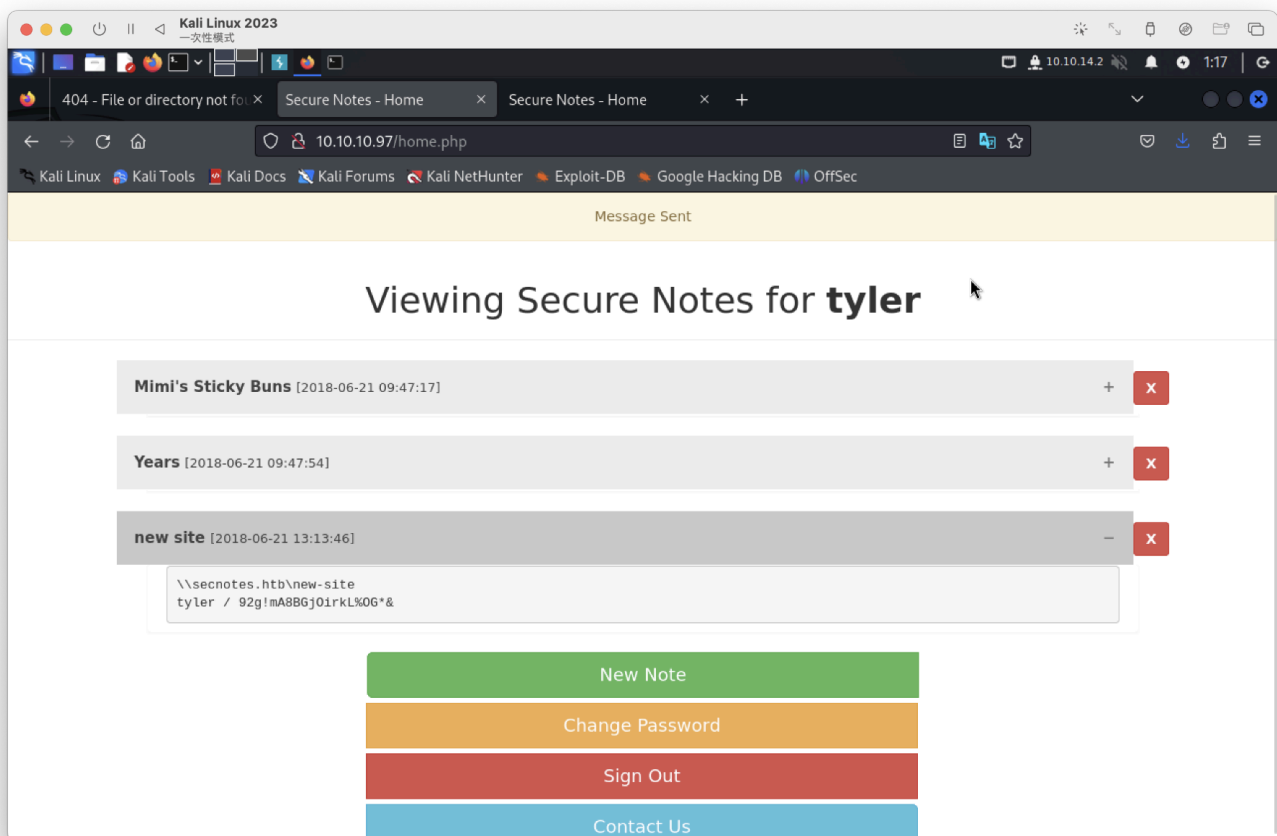 Kali Linux 2023
一次性模式
10.10.14.2
1:17
404 - File or directory not fou
Secure Notes - Home
Secure Notes - Home
10.10.10.97/home.php
Kali Linux
Kali Tools
Kali Docs
Kali Forums
Kali NetHunter
Exploit-DB
Google Hacking DB
OffSec
Message Sent
Viewing Secure Notes for tyler
Mimi's Sticky Buns [2018-06-21 09:47:17]
+
X
Years [2018-06-21 09:47:54]
+
X
new site [2018-06-21 13:13:46]
−
X
\\secnotes.htb\new-site
tyler / 92g!mA8BGjOirkL%OG*&
New Note
Change Password
Sign Out
Contact Us